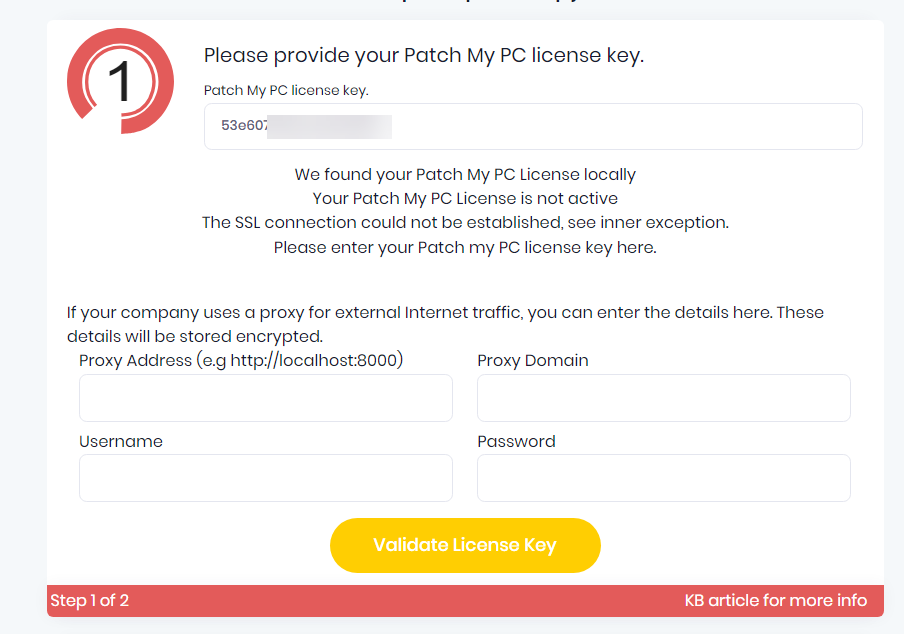 1
Please provide your Patch My PC license key.
Patch My PC license key.
53e607
We found your Patch My PC License locally
Your Patch My PC License is not active
The SSL connection could not be established, see inner exception.
Please enter your Patch my PC license key here.
If your company uses a proxy for external Internet traffic, you can enter the details here. These
details will be stored encrypted.
Proxy Address (e.g http://localhost:8000)
Proxy Domain
Username
Password
Validate License Key
Step 1 of 2
KB article for more info